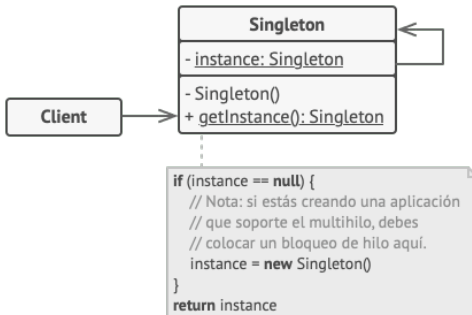 Singleton
- instance: Singleton
- Singleton()
+ getInstance(): Singleton
Client
if (instance == null) {
// Nota: si estás creando una aplicación
// que soporte el multihilo, debes
// colocar un bloqueo de hilo aquí.
instance = new Singleton()
}
return instance